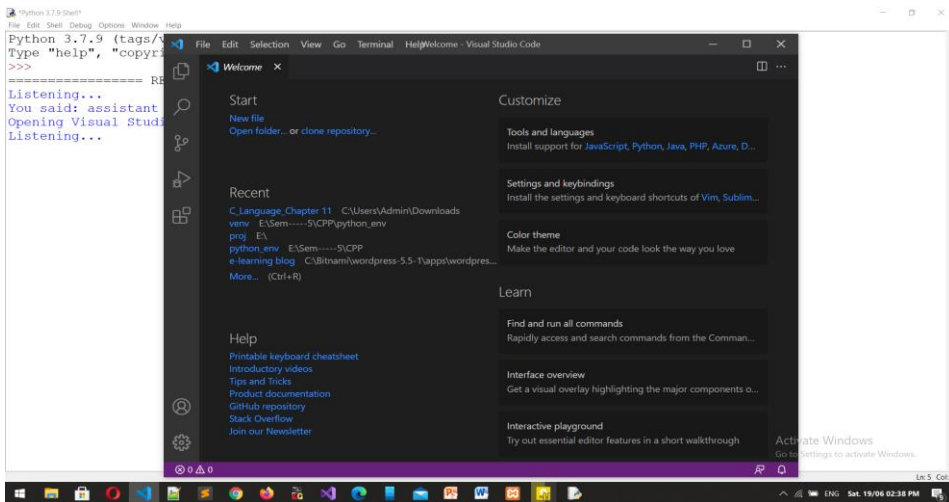 *Python 3.7.9 Shell*
File Edit Shell Debug Options Window Help
Python 3.7.9 (tags/v
Type "help", "copyri
>>>
================= RE
Listening...
You said: assistant
Opening Visual Studi
Listening...
File Edit Selection View Go Terminal Help Welcome - Visual Studio Code
Welcome
Start
New file
Open folder... or clone repository...
Recent
C_Language_Chapter 11 C:\Users\Admin\Downloads
venv E:\Sem-----5\CPP\python_env
proj E:\
python_env E:\Sem-----5\CPP
e-learning blog C:\Bitnami\wordpress-5.5-1\apps\wordpres...
More... (Ctrl+R)
Help
Printable keyboard cheatsheet
Introductory videos
Tips and Tricks
Product documentation
GitHub repository
Stack Overflow
Join our Newsletter
Customize
Tools and languages
Install support for JavaScript, Python, Java, PHP, Azure, D...
Settings and keybindings
Install the settings and keyboard shortcuts of Vim, Sublim...
Color theme
Make the editor and your code look the way you love
Learn
Find and run all commands
Rapidly access and search commands from the Comman...
Interface overview
Get a visual overlay highlighting the major components o...
Interactive playground
Try out essential editor features in a short walkthrough
0 0
Activate Windows
Go to Settings to activate Windows.
Ln: 5 Col:
ENG Sat. 19/06 02:38 PM